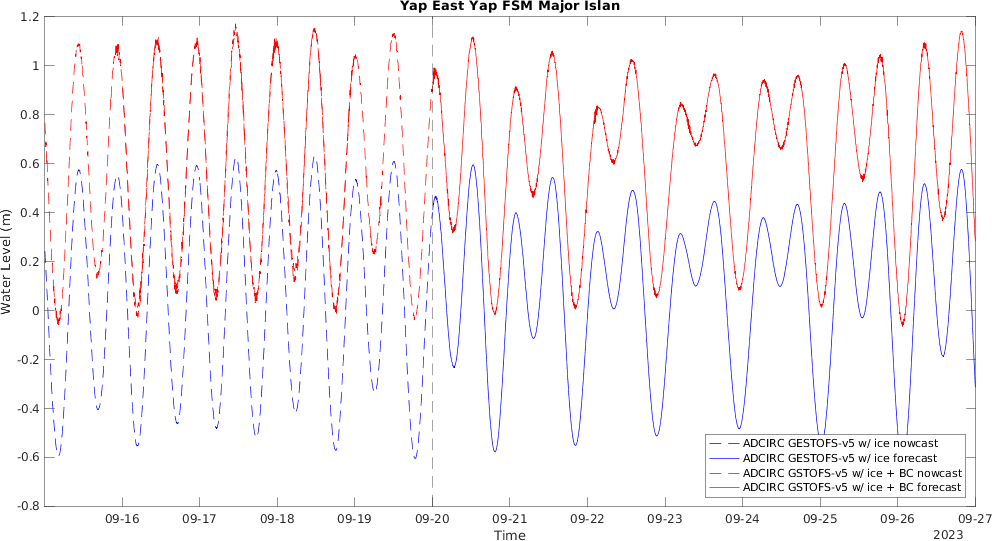 Yap East Yap FSM Major Islan
Water Level (m)
1.2
1
0.8
0.6
0.4
0.2
0
-0.2
-0.4
-0.6
-0.8
ADCIRC GESTOFS-v5 w/ ice nowcast
ADCIRC GESTOFS-v5 w/ ice forecast
ADCIRC GSTOFS-v5 w/ ice + BC nowcast
ADCIRC GSTOFS-v5 w/ ice + BC forecast
09-16 09-17 09-18 09-19 09-20 09-21 09-22 09-23 09-24 09-25 09-26 09-27
Time
2023